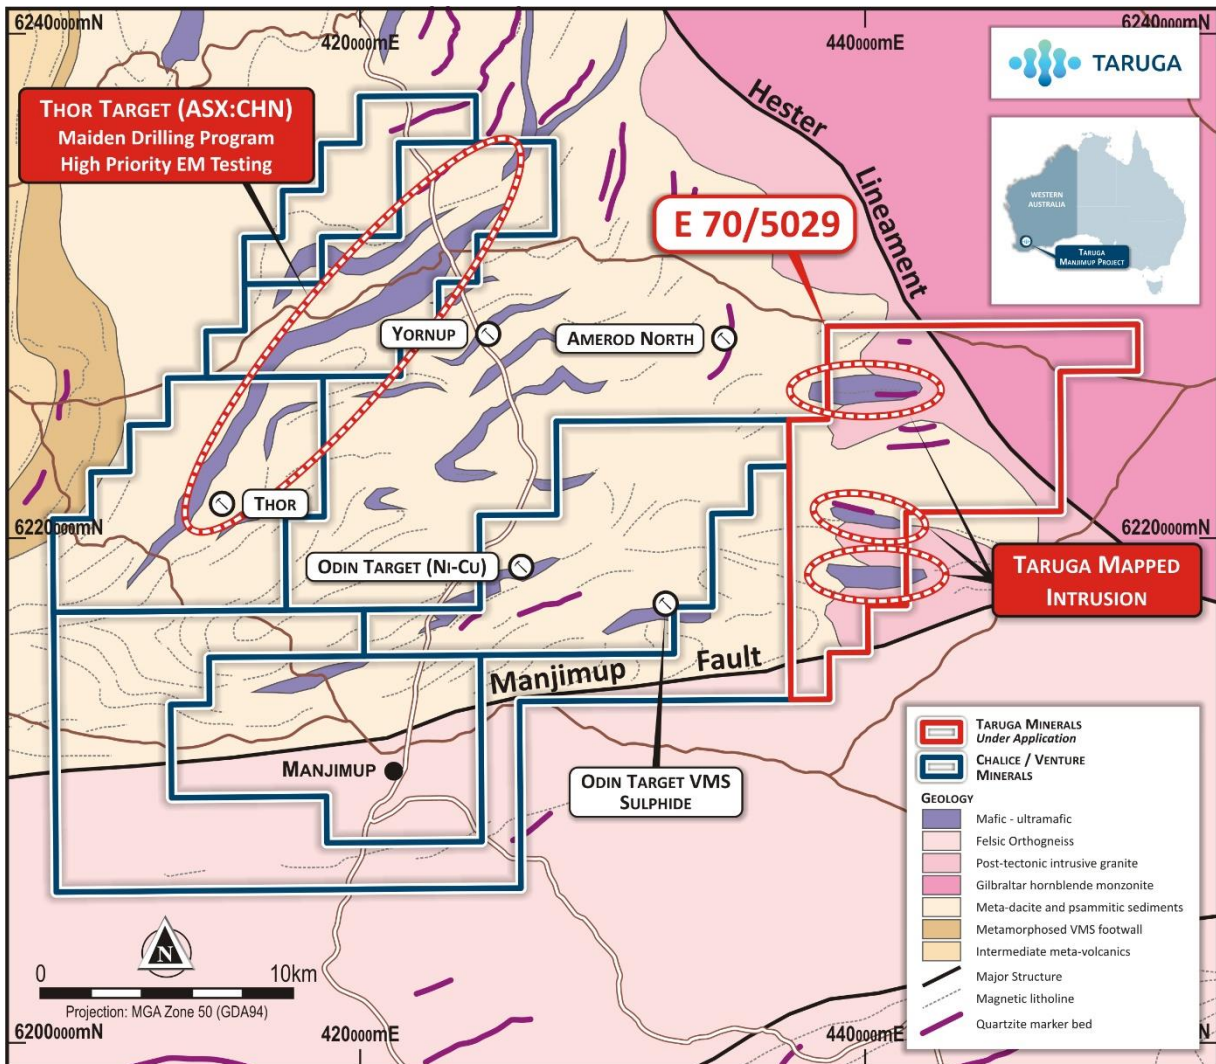 6240000mN
420000mE
440000mE
6240000mN
TARUGA
THOR TARGET (ASX:CHN)
Maiden Drilling Program
High Priority EM Testing
Hester
Lineament
WESTERN
AUSTRALIA
TARUGA
MANJIMUP PROJECT
E 70/5029
YORNUP
AMEROD NORTH
THOR
6220000mN
6220000mN
ODIN TARGET (NI-CU)
TARUGA MAPPED
INTRUSION
Manjimup Fault
MANJIMUP
ODIN TARGET VMS
SULPHIDE
TARUGA MINERALS
Under Application
CHALICE / VENTURE
MINERALS
GEOLOGY
Mafic - ultramafic
Felsic Orthogneiss
Post-tectonic intrusive granite
Gilbraltar hornblende monzonite
Meta-dacite and psammitic sediments
Metamorphosed VMS footwall
Intermediate meta-volcanics
Major Structure
Magnetic litholine
Quartzite marker bed
N
0 10km
Projection: MGA Zone 50 (GDA94)
6200000mN
420000mE
440000mE